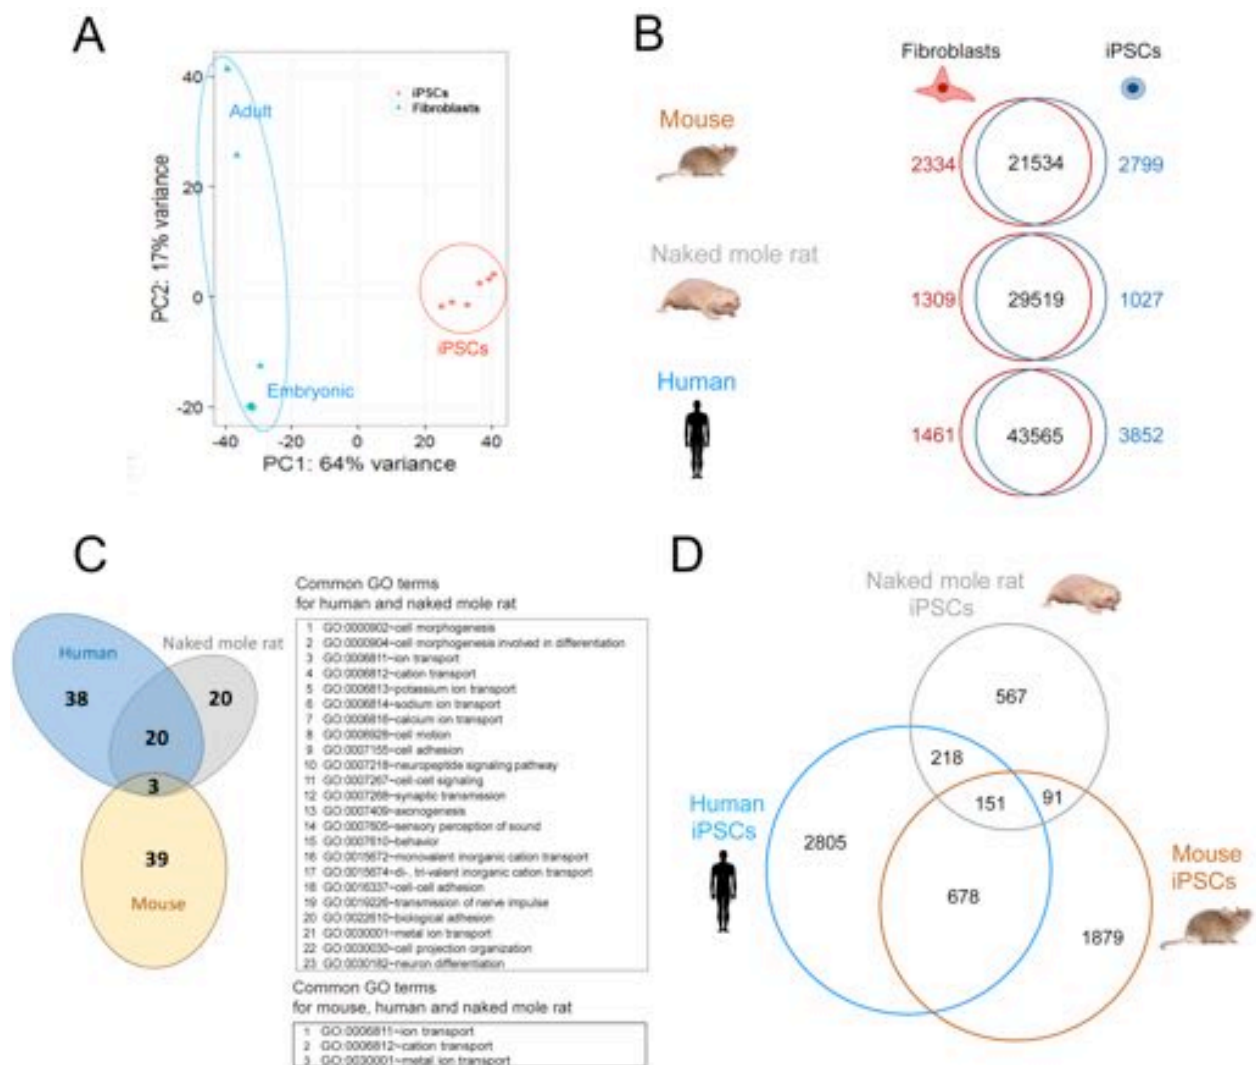 A
40
20
0
-20
-40
-20
0
20
40
PC2: 17% variance
PC1: 64% variance
iPSCs
Fibroblasts
Adult
Embryonic
iPSCs
B
Fibroblasts
iPSCs
Mouse
2334
21534
2799
Naked mole rat
1309
29519
1027
Human
1461
43565
3852
C
Human
Naked mole rat
38
20
20
3
39
Mouse
Common GO terms
for human and naked mole rat
1 GO:0000902~cell morphogenesis
2 GO:0000904~cell morphogenesis involved in differentiation
3 GO:0006811~ion transport
4 GO:0006812~cation transport
5 GO:0006813~potassium ion transport
6 GO:0006814~sodium ion transport
7 GO:0006816~calcium ion transport
8 GO:0006928~cell motion
9 GO:0007155~cell adhesion
10 GO:0007218~neuropeptide signaling pathway
11 GO:0007267~cell-cell signaling
12 GO:0007268~synaptic transmission
13 GO:0007409~axonogenesis
14 GO:0007605~sensory perception of sound
15 GO:0007610~behavior
16 GO:0015672~monovalent inorganic cation transport
17 GO:0015674~di-, tri-valent inorganic cation transport
18 GO:0016337~cell-cell adhesion
19 GO:0019226~transmission of nerve impulse
20 GO:0022610~biological adhesion
21 GO:0030001~metal ion transport
22 GO:0030030~cell projection organization
23 GO:0030182~neuron differentiation
Common GO terms
for mouse, human and naked mole rat
1 GO:0006811~ion transport
2 GO:0006812~cation transport
3 GO:0030001~metal ion transport
D
Naked mole rat
iPSCs
567
218
151
91
Human
iPSCs
2805
678
Mouse
iPSCs
1879